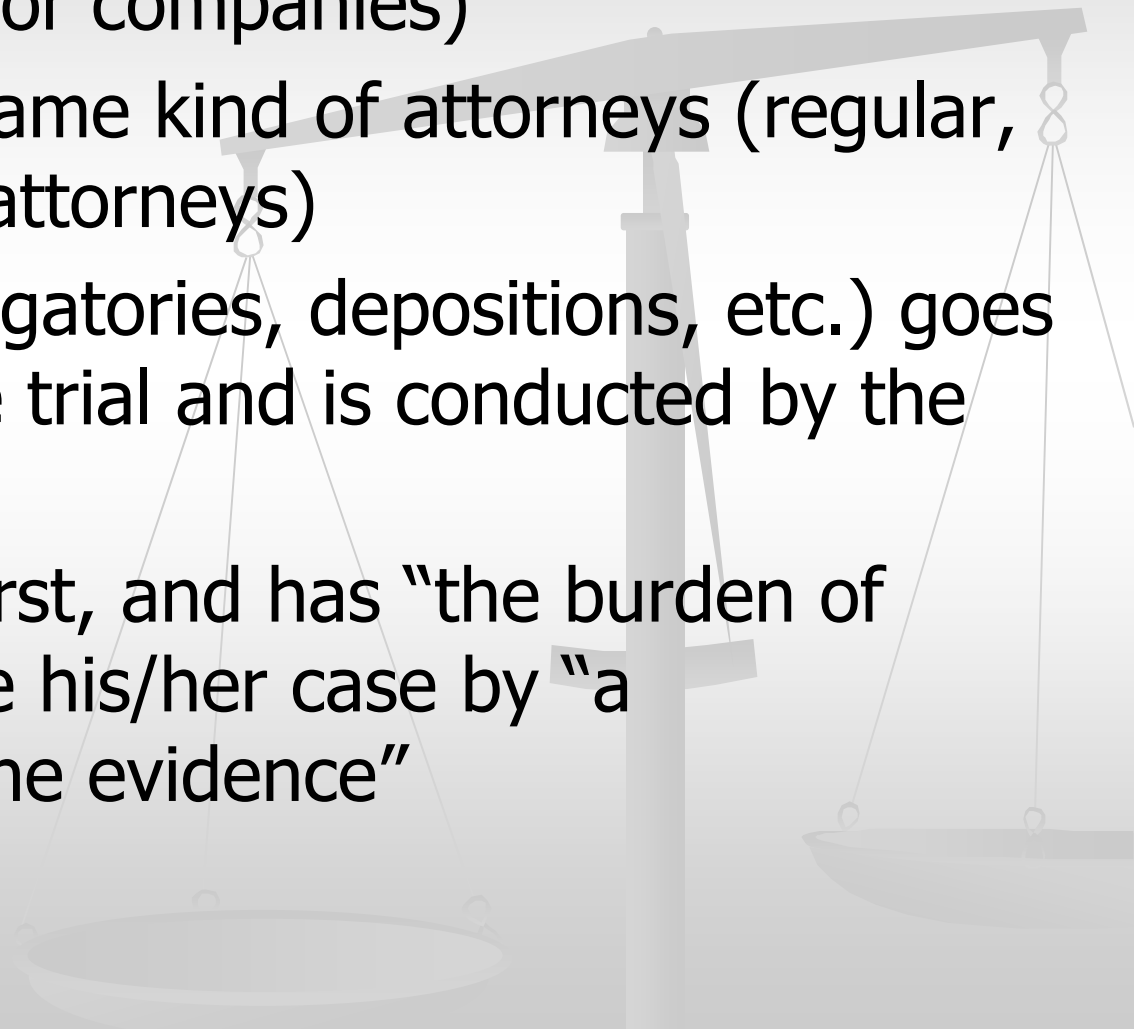 or companies)
ame kind of attorneys (regular,
attorneys)
gatories, depositions, etc.) goes
e trial and is conducted by the
rst, and has “the burden of
e his/her case by “a
he evidence”